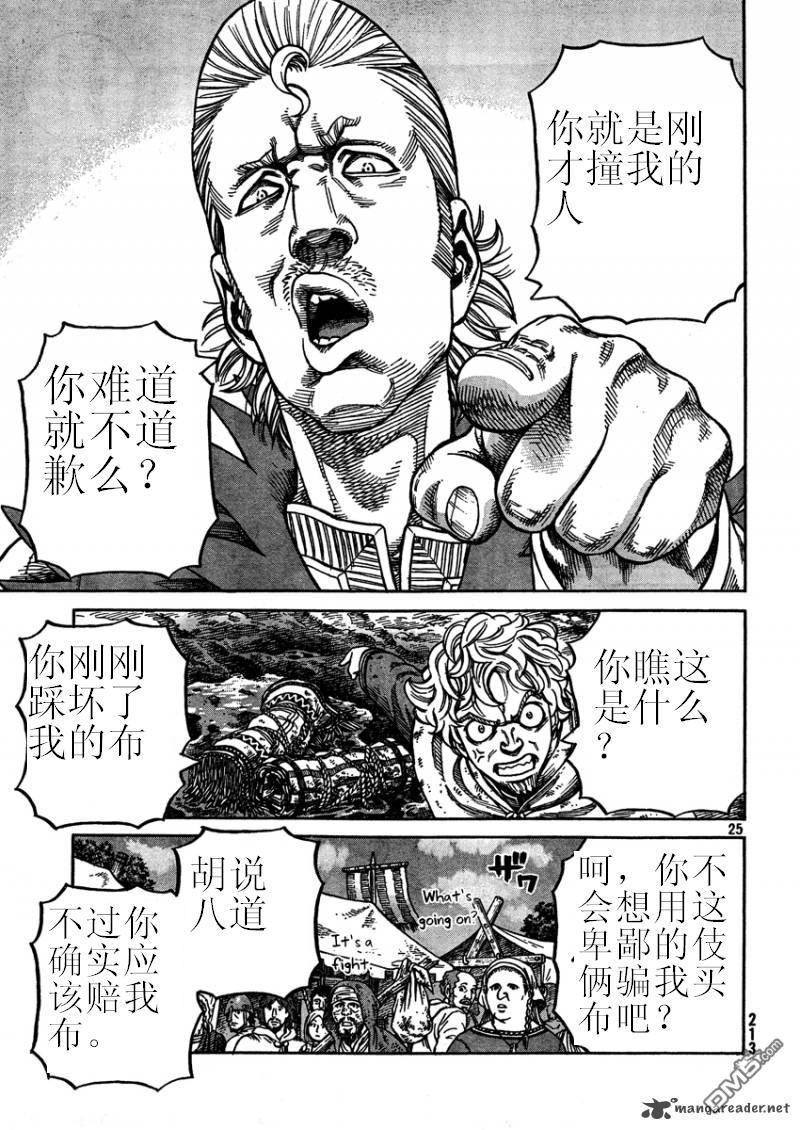 你就是刚
才撞我的
人
你难道
就不道
歉么？
你瞧这
是什么
？
你刚刚
踩坏了
我的布
25
呵，你不
会想用这
卑鄙的伎
俩骗我买
布吧？
ザワ
What's
going on?
It's a
fight.
胡说
八道
不过你
确实应
该赔我
布。
213
DMB
mangareader.net